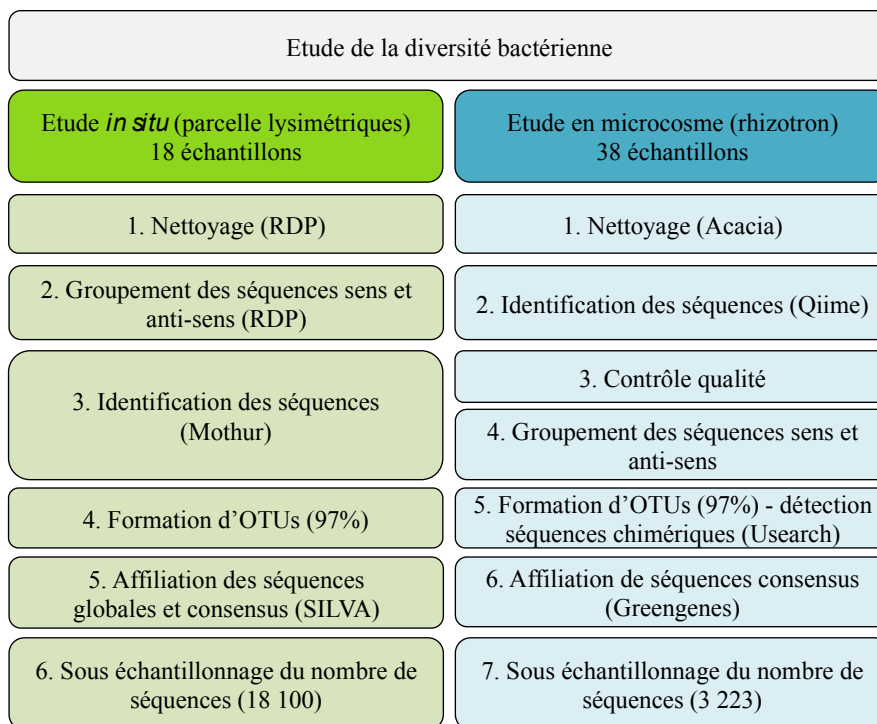 Etude de la diversité bactérienne
Etude in situ (parcelle lysimétriques)
18 échantillons
1. Nettoyage (RDP)
2. Groupement des séquences sens et
anti-sens (RDP)
3. Identification des séquences
(Mothur)
4. Formation d'OTUs (97%)
5. Affiliation des séquences
globales et consensus (SILVA)
6. Sous échantillonnage du nombre de
séquences (18 100)
Etude en microcosme (rhizotron)
38 échantillons
1. Nettoyage (Acacia)
2. Identification des séquences (Qiime)
3. Contrôle qualité
4. Groupement des séquences sens et
anti-sens
5. Formation d'OTUs (97%) - détection
séquences chimériques (Usearch)
6. Affiliation de séquences consensus
(Greengenes)
7. Sous échantillonnage du nombre de
séquences (3 223)